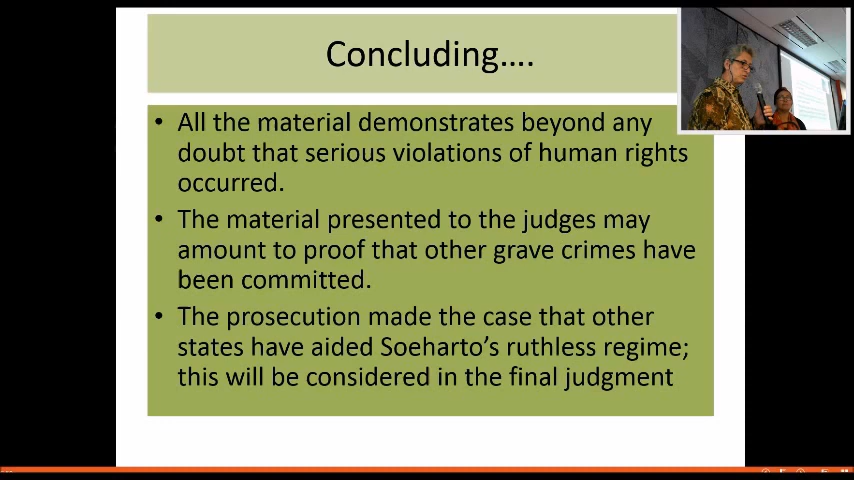 Concluding....
• All the material demonstrates beyond any
doubt that serious violations of human rights
occurred.
• The material presented to the judges may
amount to proof that other grave crimes have
been committed.
• The prosecution made the case that other
states have aided Soeharto’s ruthless regime;
this will be considered in the final judgment